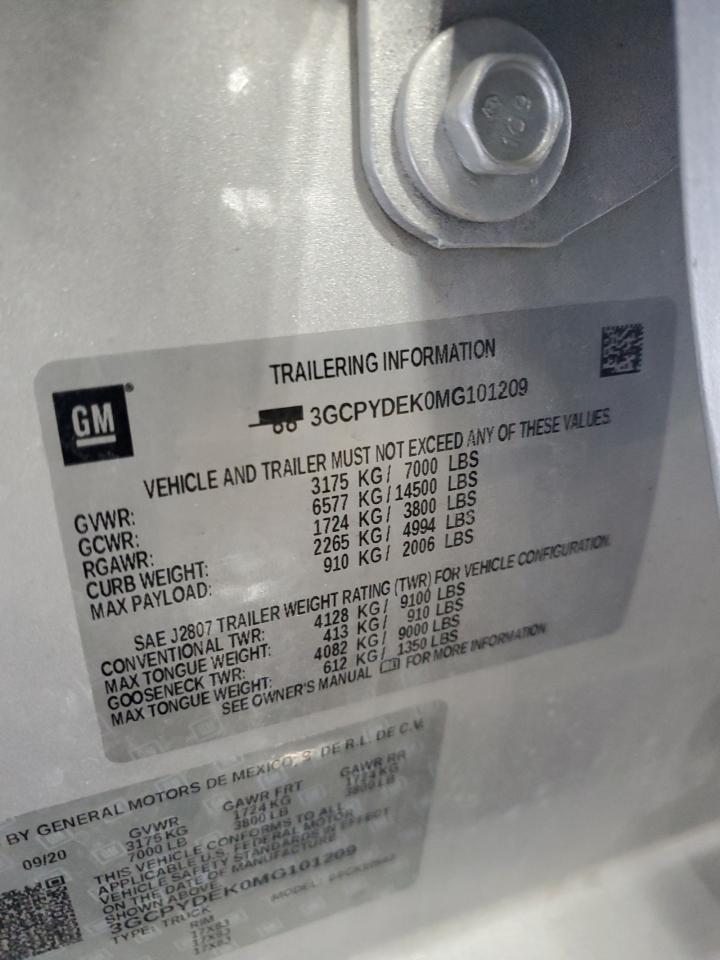 109
TRAILERING INFORMATION
GM®
3GCPYDEK0MG101209
VEHICLE AND TRAILER MUST NOT EXCEED ANY OF THESE VALUES
GVWR: 3175 KG/ 7000 LBS
GCWR: 6577 KG/14500 LBS
RGAWR: 1724 KG/ 3800 LBS
CURB WEIGHT: 2265 KG/ 4994 LBS
MAX PAYLOAD: 910 KG/ 2006 LBS
SAE J2807 TRAILER WEIGHT RATING (TWR) FOR VEHICLE CONFIGURATION.
CONVENTIONAL TWR: 4128 KG/ 9100 LBS
MAX TONGUE WEIGHT: 413 KG/ 910 LBS
GOOSENECK TWR: 4082 KG/ 9000 LBS
MAX TONGUE WEIGHT: 612 KG/ 1350 LBS
SEE OWNER'S MANUAL FOR MORE INFORMATION
BY GENERAL MOTORS DE MEXICO, S DE R.L. DE C.V.
09/20 GVWR GAWR FRT GAWR RR
3175 KG 1724 KG 1724 KG
7000 LB 3800 LB 3800 LB
THIS VEHICLE CONFORMS TO ALL
APPLICABLE U.S. FEDERAL MOTOR
VEHICLE SAFETY STANDARDS IN EFFECT
ON THE DATE OF MANUFACTURE
SHOWN ABOVE.
3GCPYDEK0MG101209
TYPE: TRUCK MODEL:
RIM
17X8J
17X8J
17X8J